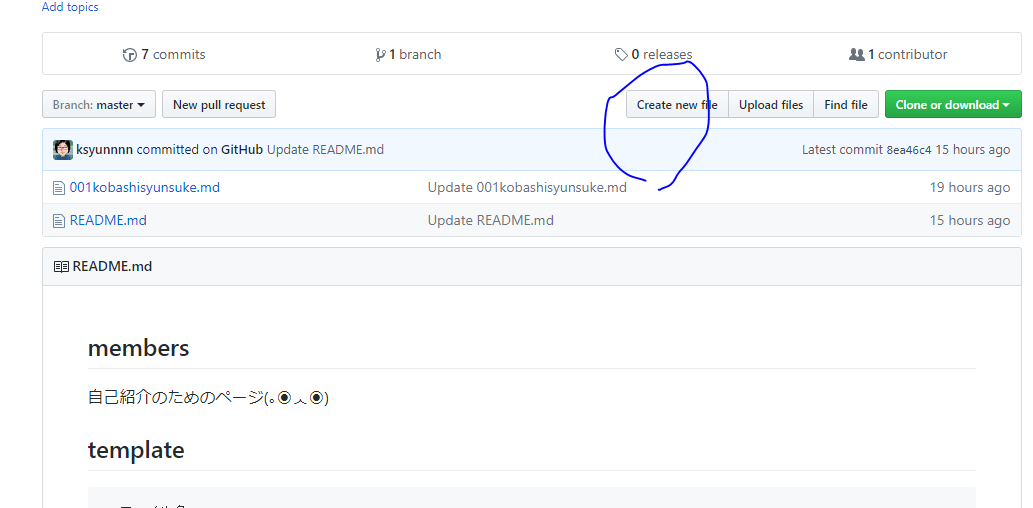 Add topics
7 commits 1 branch 0 releases 1 contributor
Branch: master New pull request Create new file Upload files Find file Clone or download
ksyunnnn committed on GitHub Update README.md Latest commit 8ea46c4 15 hours ago
001kobashisyunsuke.md Update 001kobashisyunsuke.md 19 hours ago
README.md Update README.md 15 hours ago
README.md
members
自己紹介のためのページ(｡◉︿◉)
template